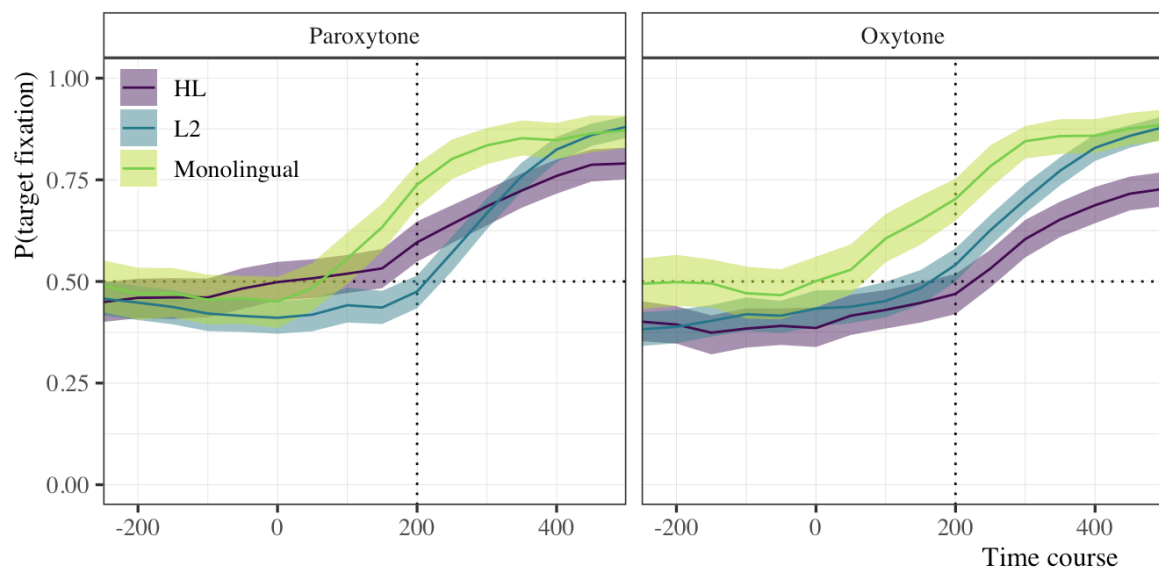 Paroxytone
Oxytone
P(target fixation)
1.00
0.75
0.50
0.25
0.00
HL
L2
Monolingual
-200 0 200 400
-200 0 200 400
Time course